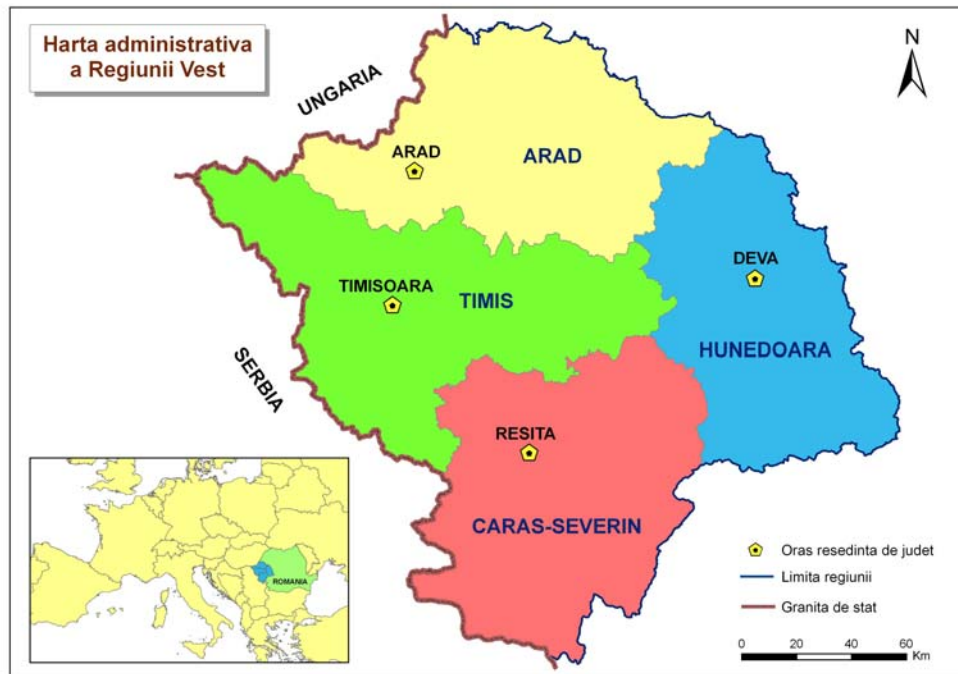 Harta administrativa
a Regiunii Vest
N
UNGARIA
ARAD
ARAD
DEVA
TIMISOARA
TIMIS
HUNEDOARA
SERBIA
RESITA
CARAS-SEVERIN
ROMANIA
Oras resedinta de judet
Limita regiunii
Granita de stat
0 20 40 60
Km